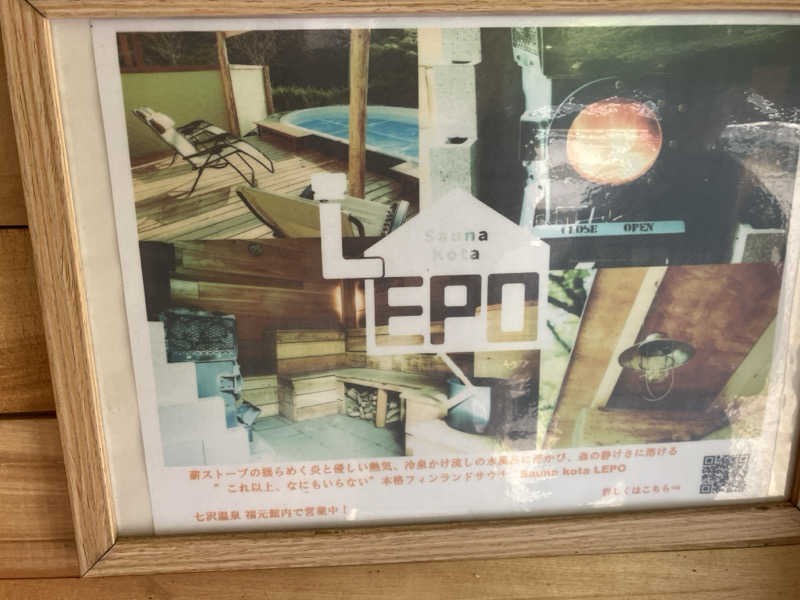 CLOSE OPEN
Sauna
Kota
LEPO
薪ストーブの揺らめく炎と優しい熱気、冷泉かけ流しの水風呂に浮かび、森の静けさに溶ける
“これ以上、なにもいらない”本格フィンランドサウナ Sauna kota LEPO
詳しくはこちら⇒
七沢温泉 福元館内で営業中！